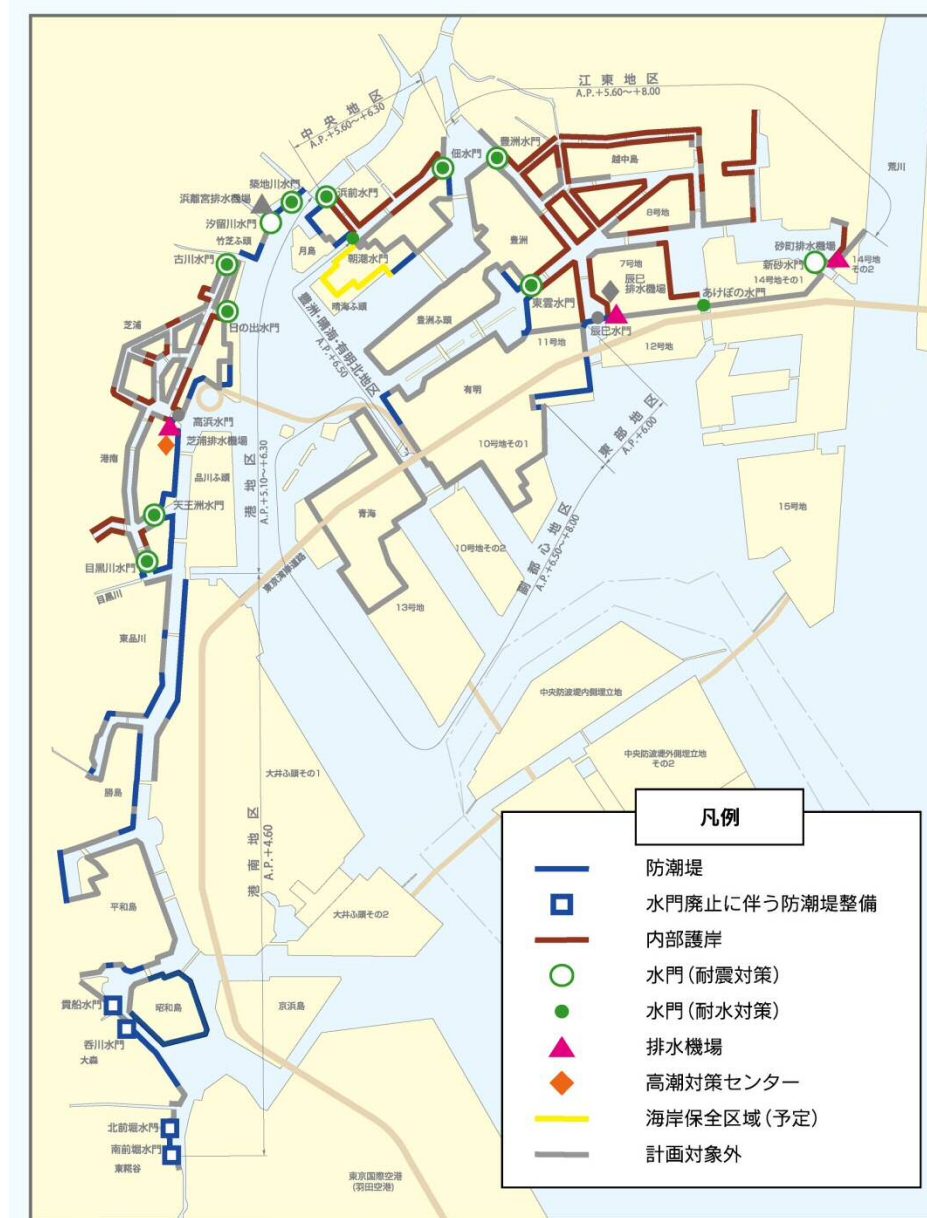 江東地区
A.P.+5.60〜+8.00
中央地区
A.P.+5.60〜+6.30
佃水門
豊洲水門
越中島
荒川
築地川水門
浜離宮排水機場
浜前水門
汐留川水門
竹芝ふ頭
8号地
月島
朝潮水門
豊洲
砂町排水機場
新砂水門
14号地
その2
古川水門
7号地
辰巳
排水機場
14号地その1
晴海ふ頭
東雲水門
あけぼの水門
芝浦
日の出水門
豊洲ふ頭
辰巳水門
豊洲・晴海・有明北地区
A.P.+6.50
11号地
12号地
有明
東部地区
A.P.+6.00
高浜水門
芝浦排水機場
港南
品川ふ頭
港地区
A.P.+5.10〜+6.30
10号地その1
天王洲水門
青海
15号地
10号地その2
副都心地区
A.P.+6.50〜+8.00
目黒川水門
目黒川
東京湾岸道路
13号地
東品川
中央防波堤内側埋立地
中央防波堤外側埋立地
その2
大井ふ頭その1
勝島
港南地区
A.P.+4.60
平和島
大井ふ頭その2
貴船水門
昭和島
京浜島
呑川水門
大森
北前堀水門
南前堀水門
東糀谷
東京国際空港
(羽田空港)
凡例
防潮堤
水門廃止に伴う防潮堤整備
内部護岸
水門(耐震対策)
水門(耐水対策)
排水機場
高潮対策センター
海岸保全区域(予定)
計画対象外